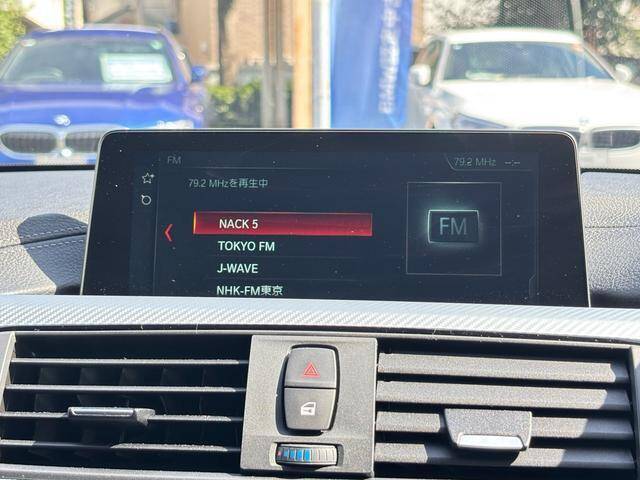 FM
79.2 MHz --:--
79.2 MHzを再生中
NACK 5
FM
TOKYO FM
J-WAVE
NHK-FM東京